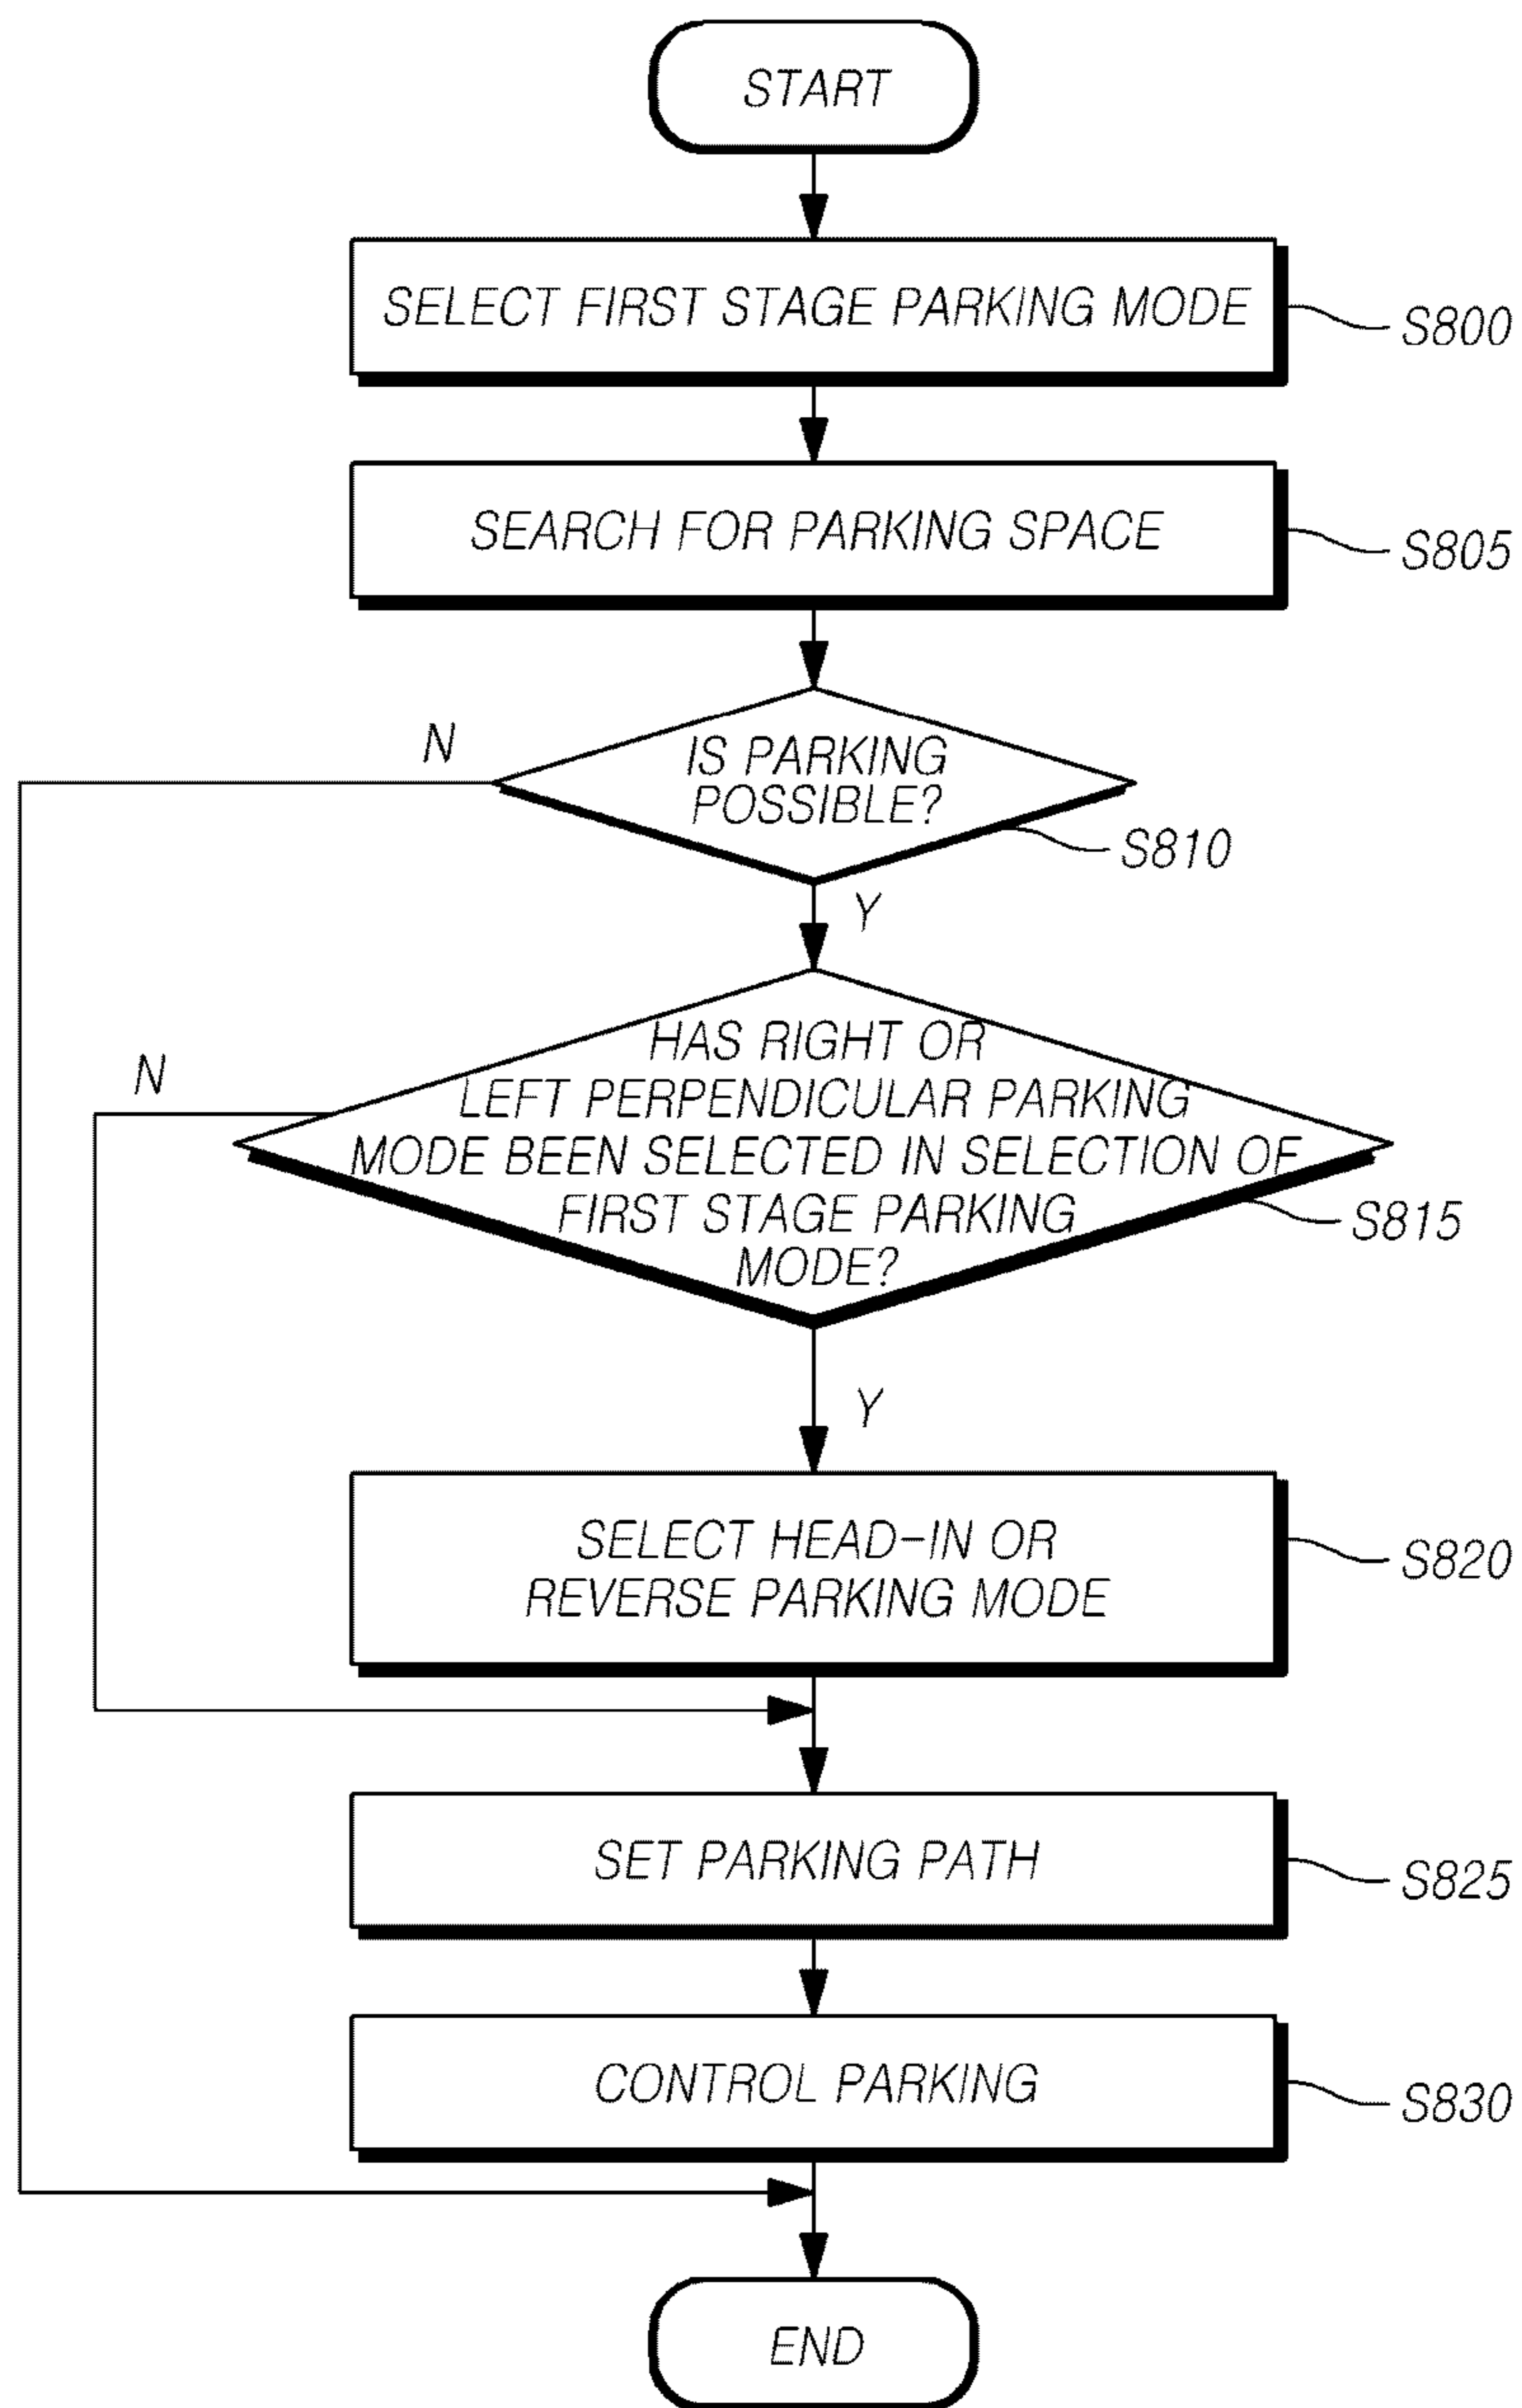 START
SELECT FIRST STAGE PARKING MODE
S800
SEARCH FOR PARKING SPACE
S805
N
IS PARKING
POSSIBLE?
S810
Y
HAS RIGHT OR
N
LEFT PERPENDICULAR PARKING
MODE BEEN SELECTED IN SELECTION OF
FIRST STAGE PARKING
S815
MODE?
Y
SELECT HEAD-IN OR
REVERSE PARKING MODE
S820
SET PARKING PATH
S825
CONTROL PARKING
S830
END